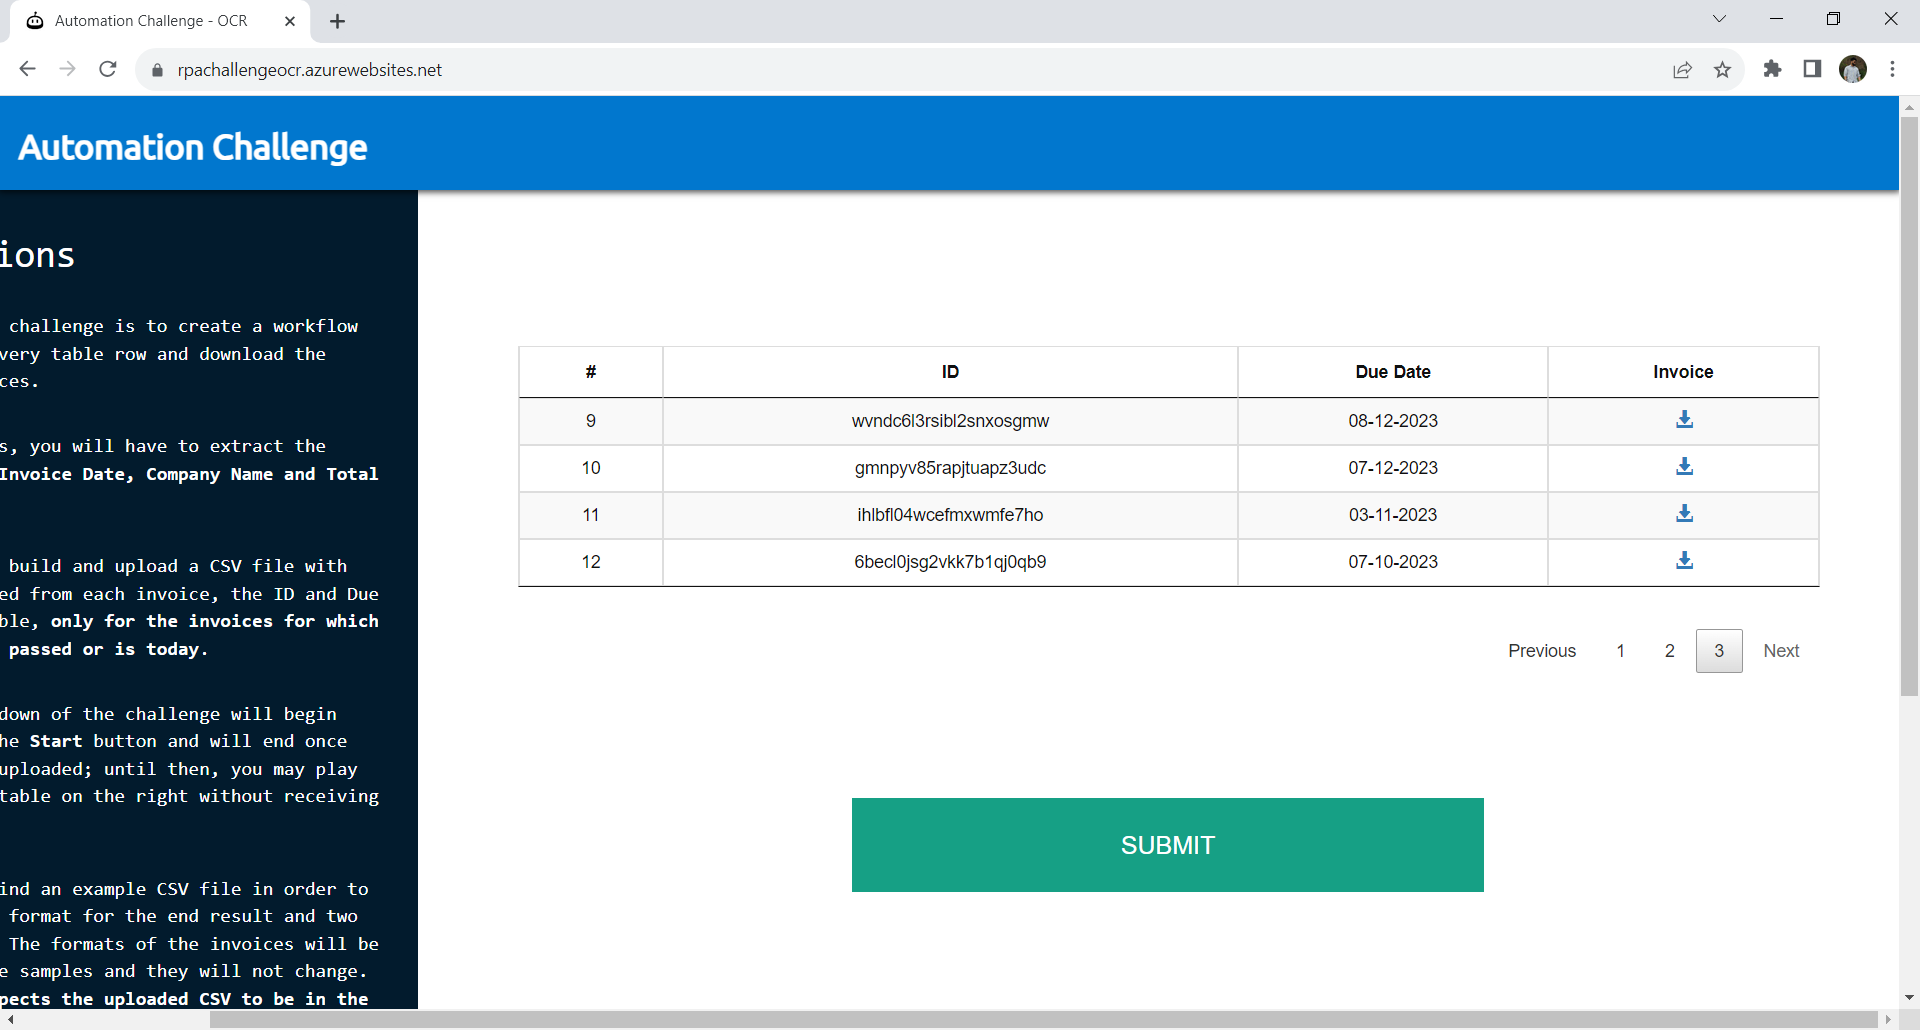 Automation Challenge - OCR
rpachallengeocr.azurewebsites.net
Automation Challenge
ions
challenge is to create a workflow
very table row and download the
ces.
s, you will have to extract the
Invoice Date, Company Name and Total
build and upload a CSV file with
ed from each invoice, the ID and Due
ble, only for the invoices for which
passed or is today.
down of the challenge will begin
he Start button and will end once
uploaded; until then, you may play
table on the right without receiving
ind an example CSV file in order to
format for the end result and two
The formats of the invoices will be
e samples and they will not change.
pects the uploaded CSV to be in the
# ID Due Date Invoice
9 wvndc6l3rsibl2snxosgmw 08-12-2023
10 gmnpyv85rapjtuapz3udc 07-12-2023
11 ihlbfl04wcefmxwmfe7ho 03-11-2023
12 6becl0jsg2vkk7b1qj0qb9 07-10-2023
Previous 1 2 3 Next
SUBMIT